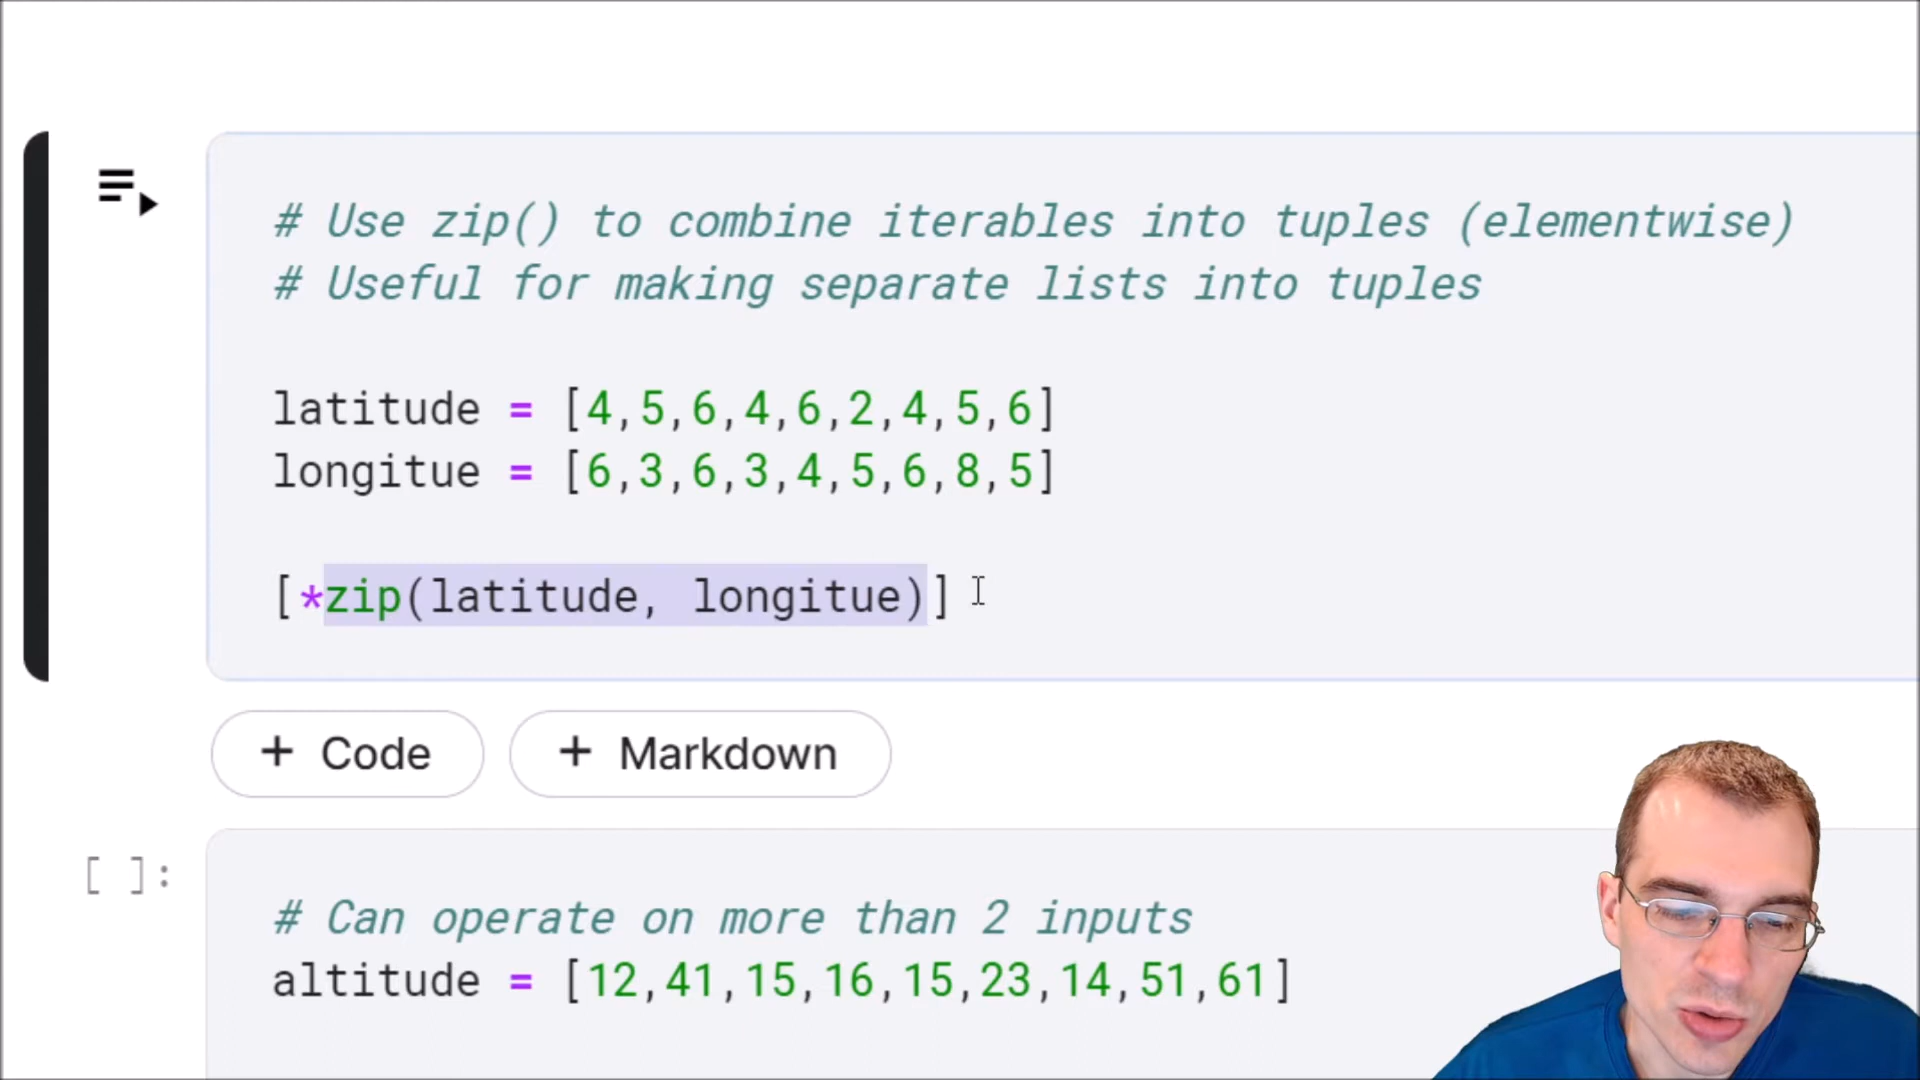 # Use zip() to combine iterables into tuples (elementwise)
# Useful for making separate lists into tuples
latitude = [4,5,6,4,6,2,4,5,6]
longitue = [6,3,6,3,4,5,6,8,5]
[*zip(latitude, longitue)]
+ Code + Markdown
[ ]:
# Can operate on more than 2 inputs
altitude = [12,41,15,16,15,23,14,51,61]